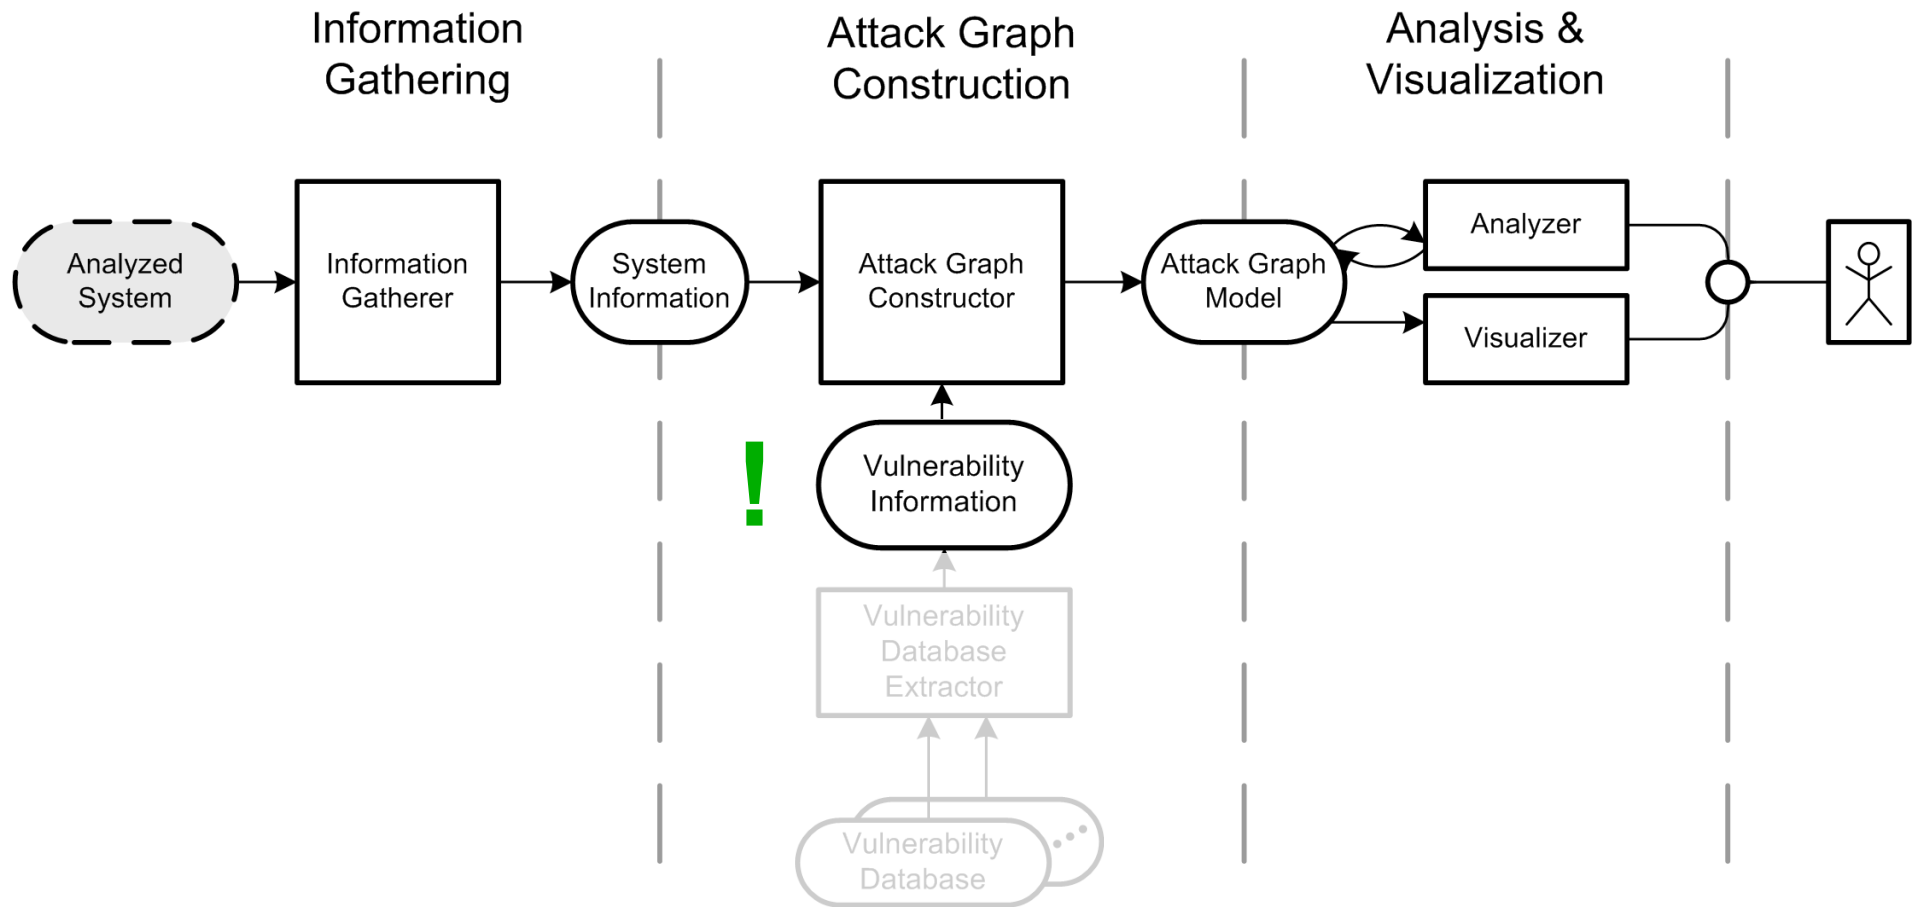 Information
Gathering
Attack Graph
Construction
Analysis &
Visualization
Analyzed
System
Information
Gatherer
System
Information
Attack Graph
Constructor
Attack Graph
Model
Analyzer
Visualizer
!
Vulnerability
Information
Vulnerability
Database
Extractor
Vulnerability
Database